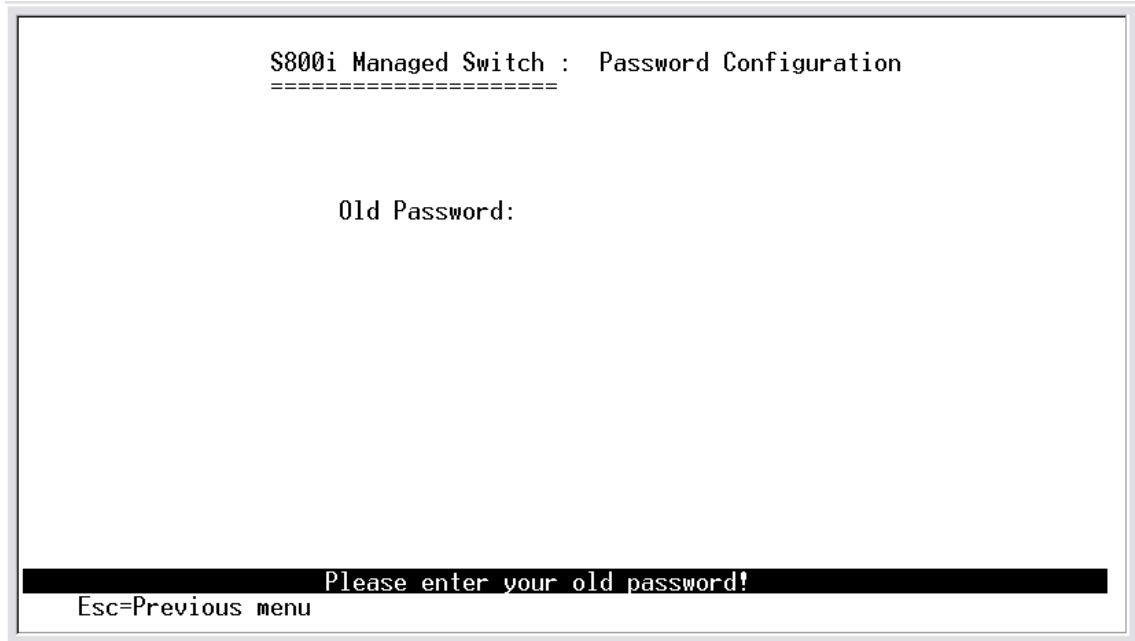 S800i Managed Switch :  Password Configuration
=====================
Old Password:
Please enter your old password!
Esc=Previous menu